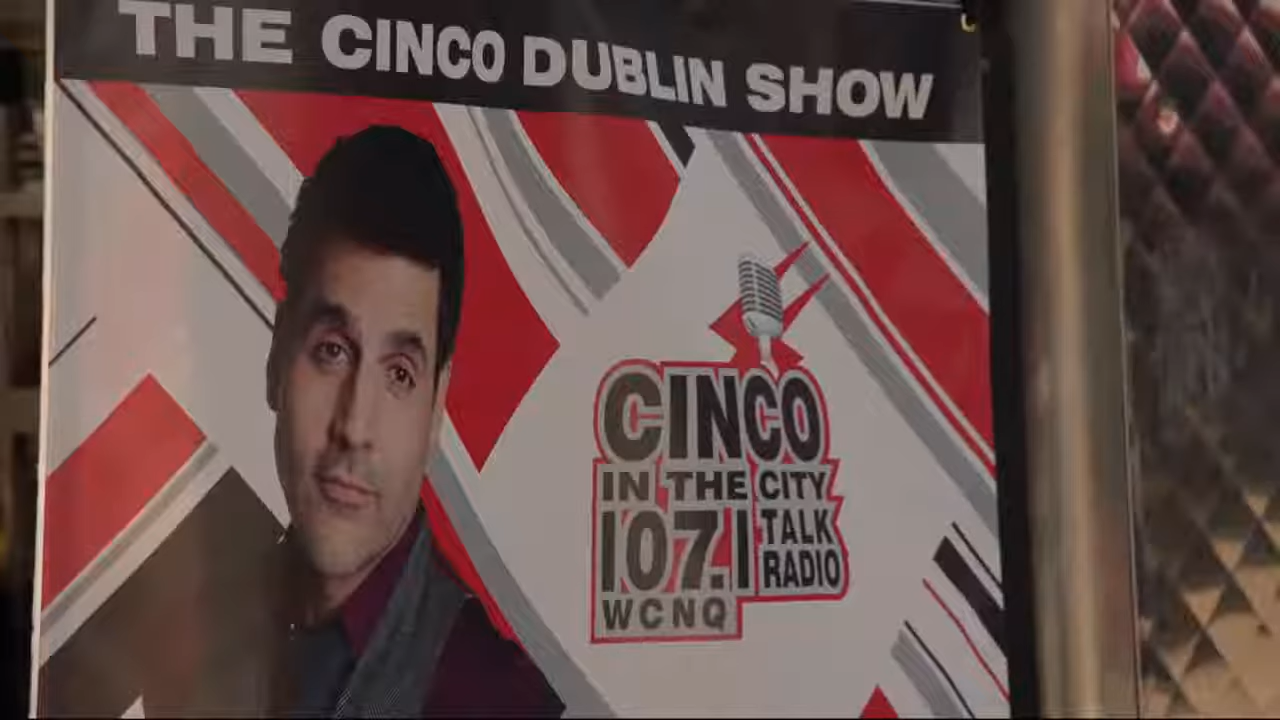 THE CINCO DUBLIN SHOW
CINCO
IN THE CITY
107.1 TALK RADIO
WCNQ